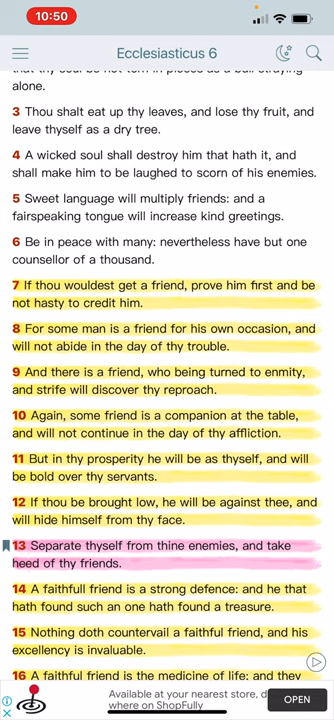 10:50
Ecclesiasticus 6
that thy soul be not torn in pieces as a bull straying
alone.
3 Thou shalt eat up thy leaves, and lose thy fruit, and
leave thyself as a dry tree.
4 A wicked soul shall destroy him that hath it, and
shall make him to be laughed to scorn of his enemies.
5 Sweet language will multiply friends: and a
fairspeaking tongue will increase kind greetings.
6 Be in peace with many: nevertheless have but one
counsellor of a thousand.
7 If thou wouldest get a friend, prove him first and be
not hasty to credit him.
8 For some man is a friend for his own occasion, and
will not abide in the day of thy trouble.
9 And there is a friend, who being turned to enmity,
and strife will discover thy reproach.
10 Again, some friend is a companion at the table,
and will not continue in the day of thy affliction.
11 But in thy prosperity he will be as thyself, and will
be bold over thy servants.
12 If thou be brought low, he will be against thee, and
will hide himself from thy face.
13 Separate thyself from thine enemies, and take
heed of thy friends.
14 A faithfull friend is a strong defence: and he that
hath found such an one hath found a treasure.
15 Nothing doth countervail a faithful friend, and his
excellency is invaluable.
16 A faithful friend is the medicine of life; and they
Available at your nearest store, d
where on ShopFully
OPEN